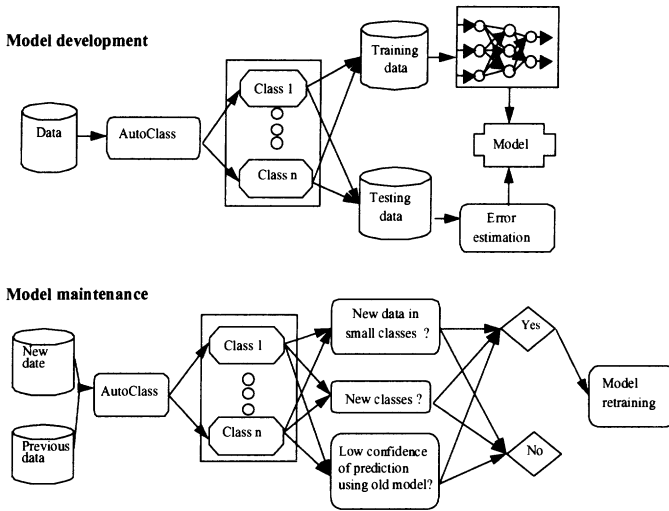 Model development
Data
AutoClass
Class 1
Class n
Training
data
Testing
data
Model
Error
estimation
Model maintenance
New
date
Previous
data
AutoClass
Class 1
Class n
New data in
small classes ?
New classes ?
Low confidence
of prediction
using old model?
Yes
No
Model
retraining